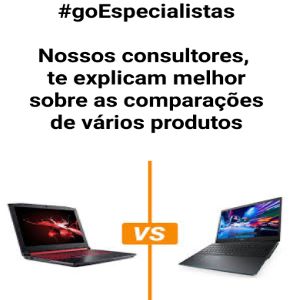 #goEspecialistas
Nossos consultores,
te explicam melhor
sobre as comparações
de vários produtos
VS